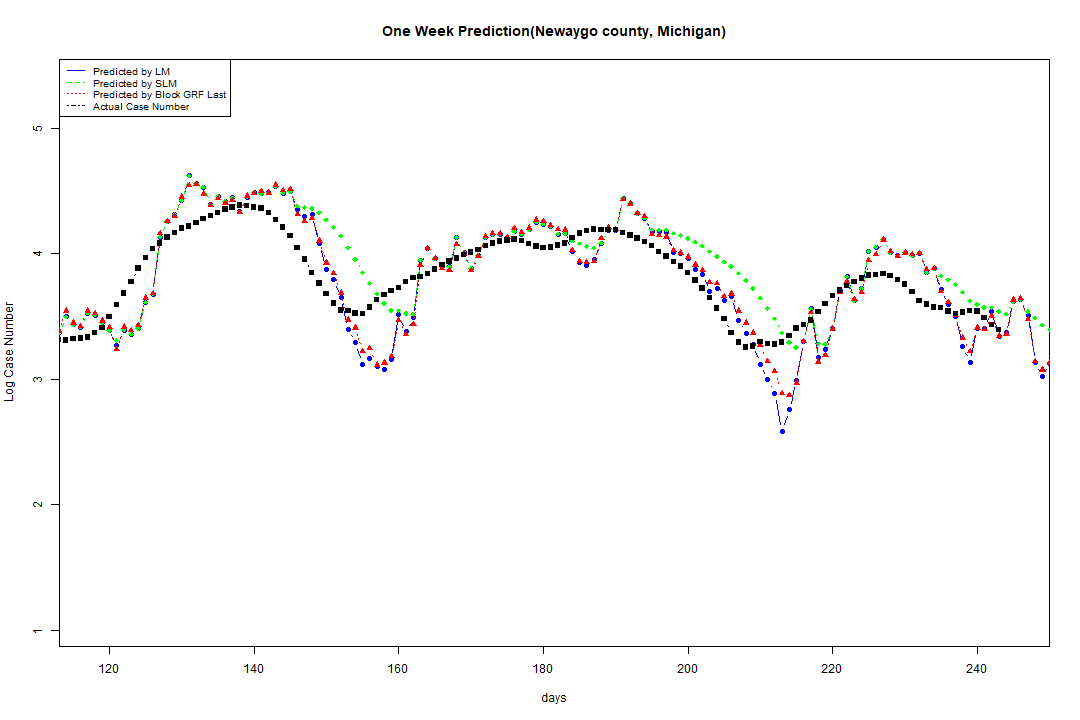 One Week Prediction(Newaygo county, Michigan)
Predicted by LM
Predicted by SLM
Predicted by Block GRF Last
Actual Case Number
5
4
3
2
1
Log Case Number
120 140 160 180 200 220 240
days